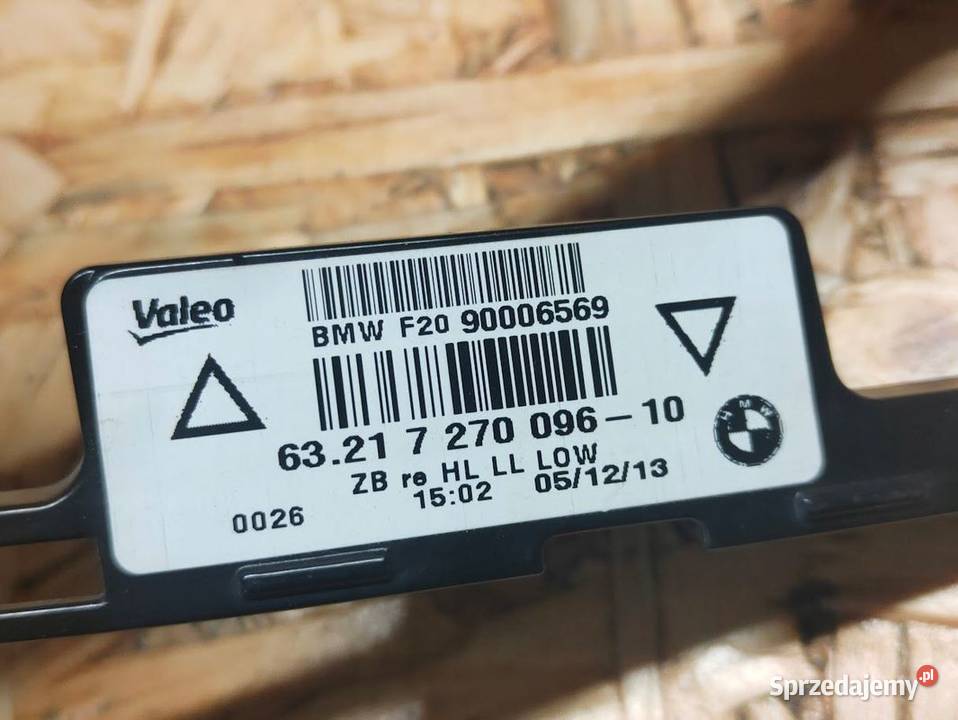 Valeo
BMW F20 90006569
63.21 7 270 096-10
ZB re HL LL LOW
15:02 05/12/13
0026
BMW
Sprzedajemy.pl